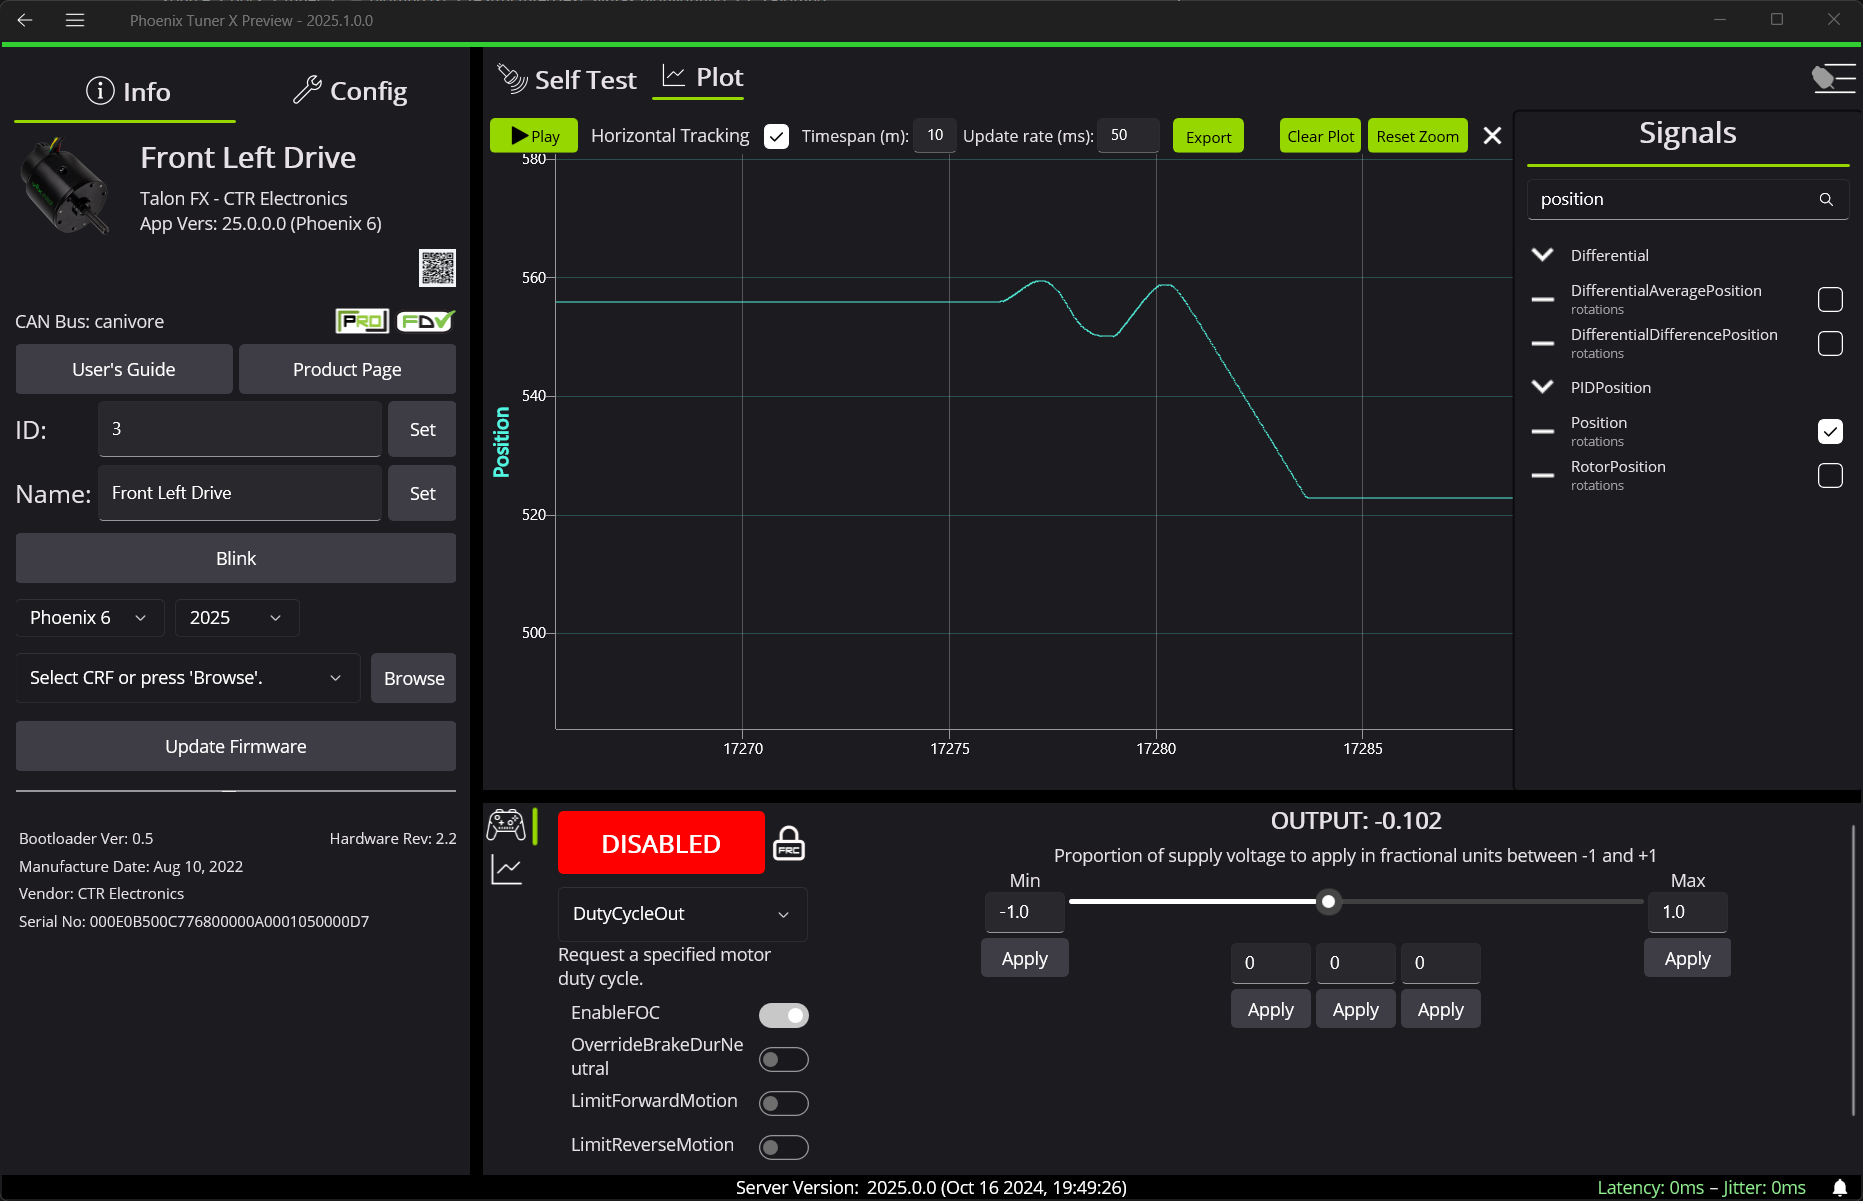 Phoenix Tuner X Preview - 2025.1.0.0
Info
Config
Front Left Drive
Talon FX - CTR Electronics
App Vers: 25.0.0.0 (Phoenix 6)
CAN Bus: canivore
PRO
FDV
User's Guide
Product Page
ID:
3
Set
Name:
Front Left Drive
Set
Blink
Phoenix 6
2025
Select CRF or press 'Browse'.
Browse
Update Firmware
Bootloader Ver: 0.5
Hardware Rev: 2.2
Manufacture Date: Aug 10, 2022
Vendor: CTR Electronics
Serial No: 000E0B500C776800000A0001050000D7
Self Test
Plot
Play
Horizontal Tracking
Timespan (m):
10
Update rate (ms):
50
Export
Clear Plot
Reset Zoom
580
560
540
520
500
Position
17270
17275
17280
17285
Signals
position
Differential
DifferentialAveragePosition
rotations
DifferentialDifferencePosition
rotations
PIDPosition
Position
rotations
RotorPosition
rotations
DISABLED
FRC
DutyCycleOut
Request a specified motor
duty cycle.
EnableFOC
OverrideBrakeDurNe
utral
LimitForwardMotion
LimitReverseMotion
OUTPUT: -0.102
Proportion of supply voltage to apply in fractional units between -1 and +1
Min
-1.0
Apply
Max
1.0
Apply
0
0
0
Apply
Apply
Apply
Server Version: 2025.0.0 (Oct 16 2024, 19:49:26)
Latency: 0ms – Jitter: 0ms